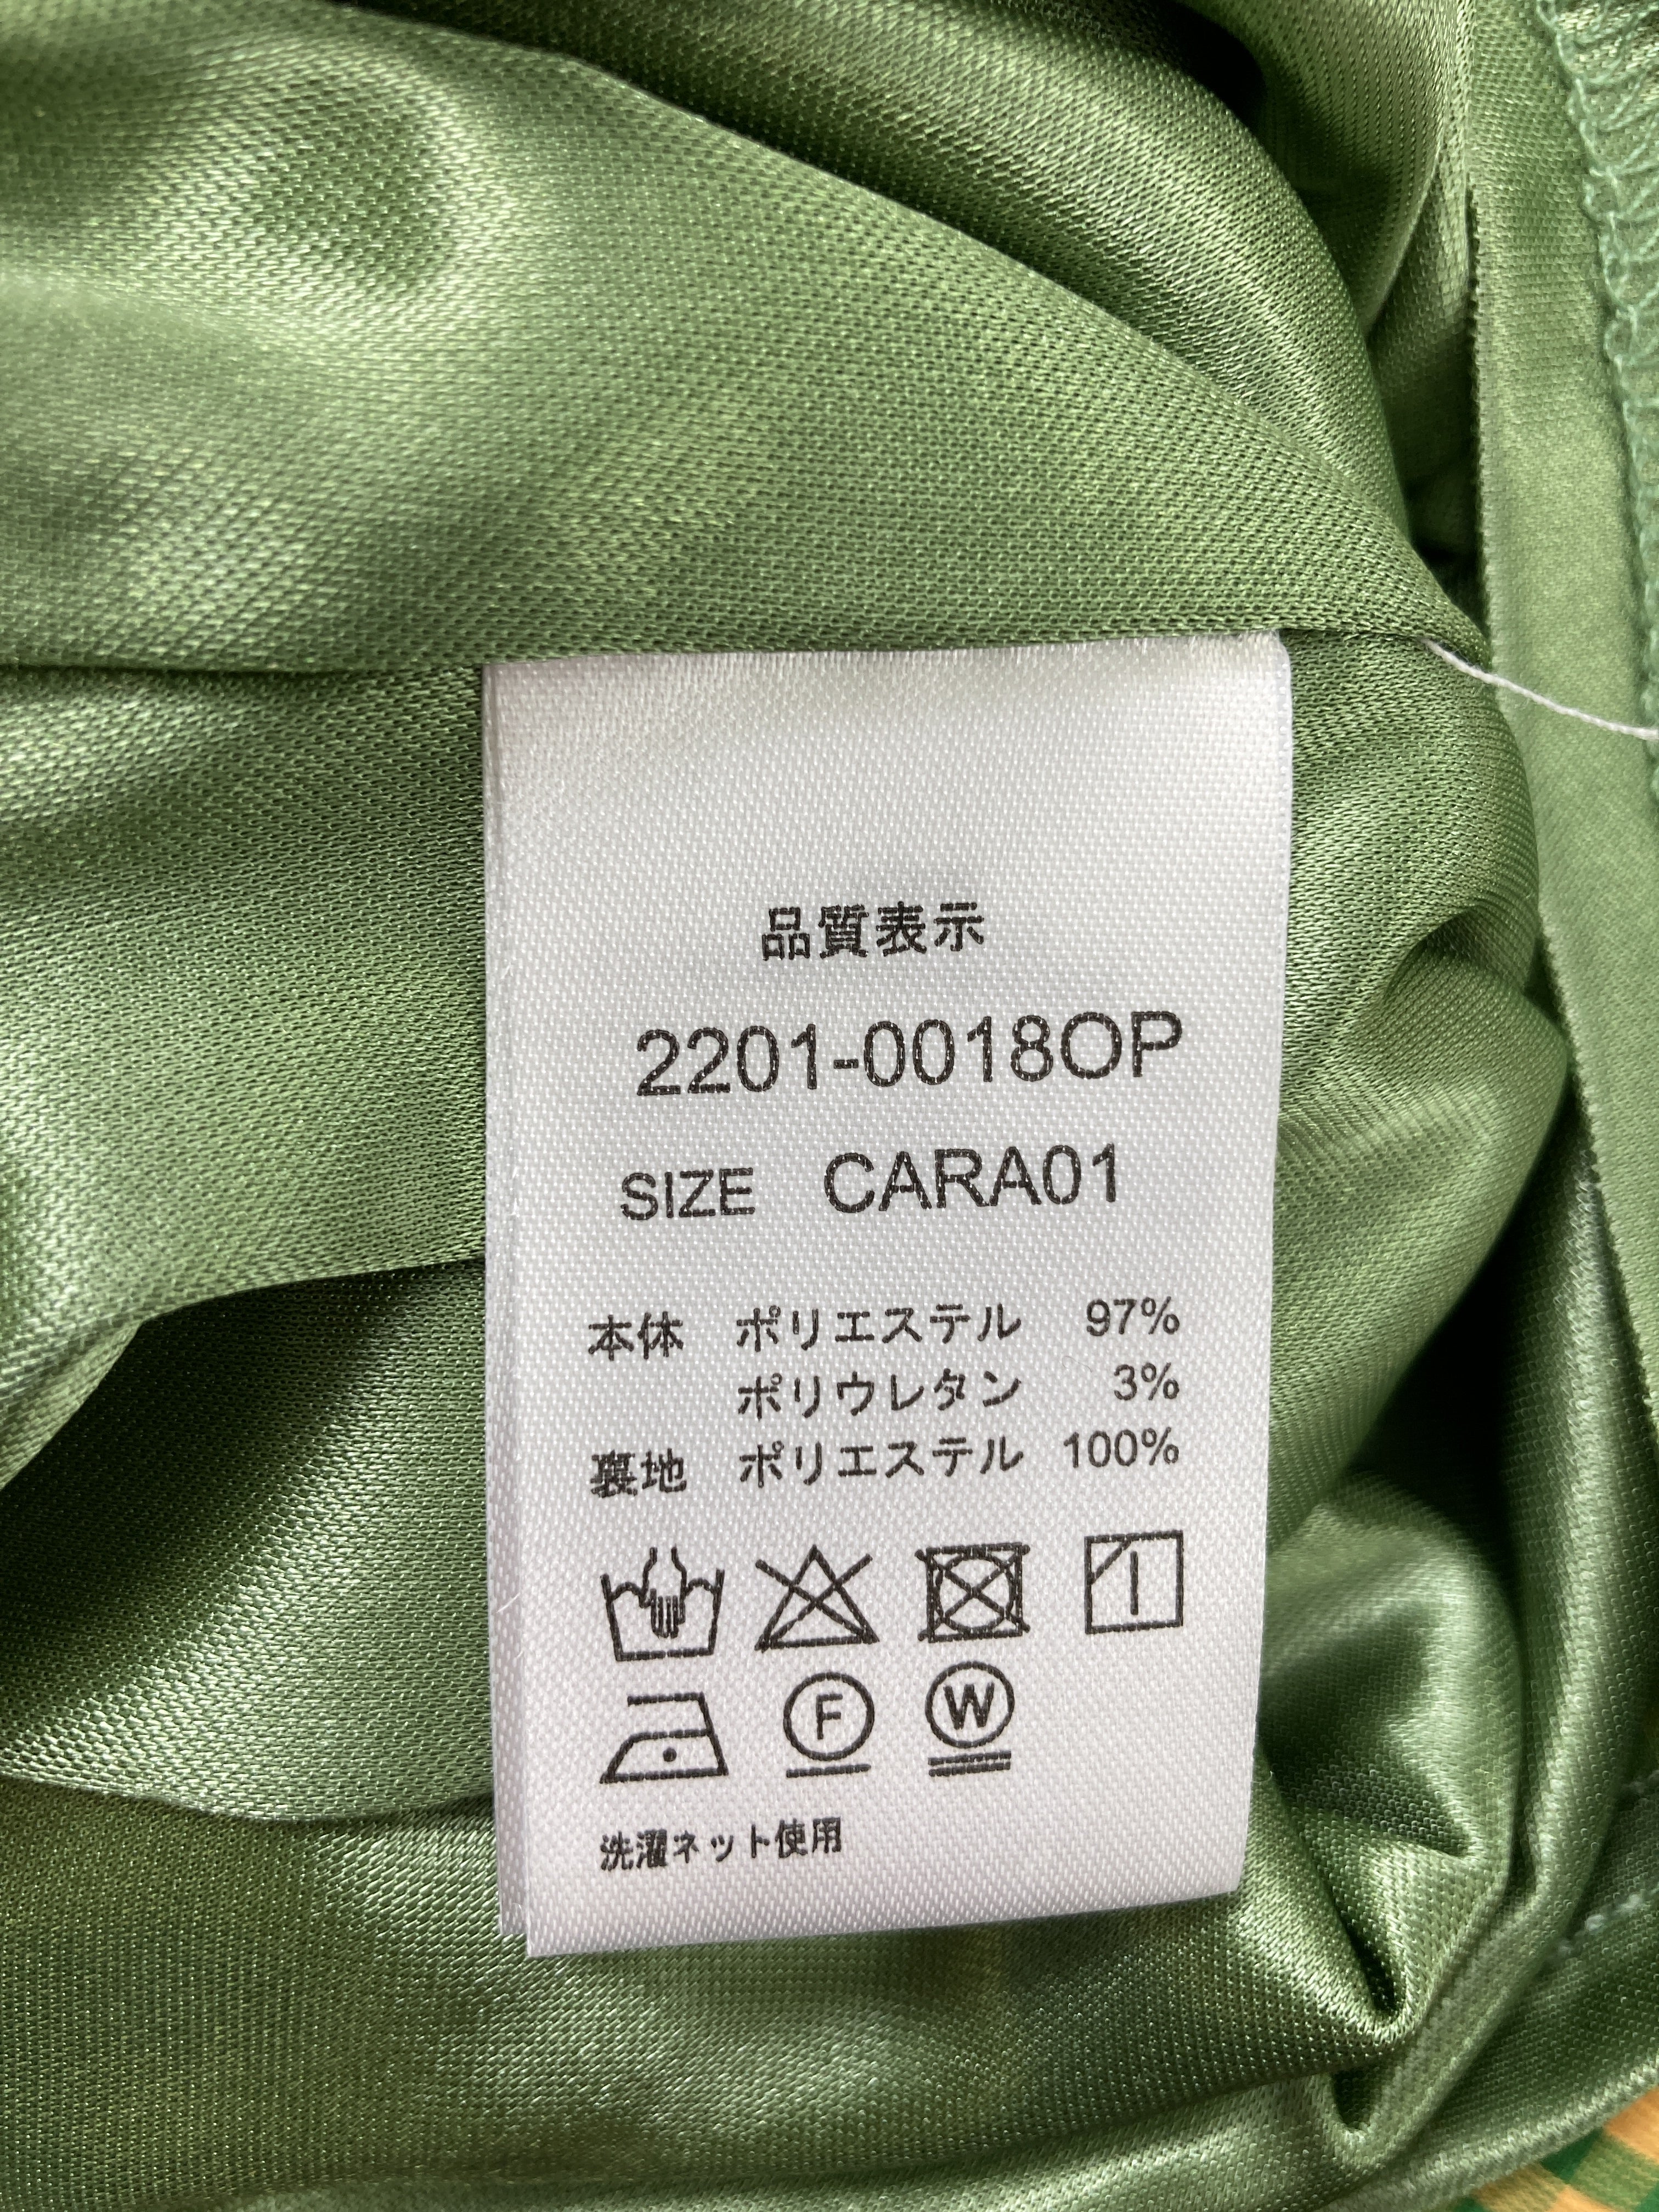 品質表示
2201-0018OP
SIZE CARA01
本体 ポリエステル 97%
ポリウレタン 3%
裏地 ポリエステル 100%
F W
洗濯ネット使用